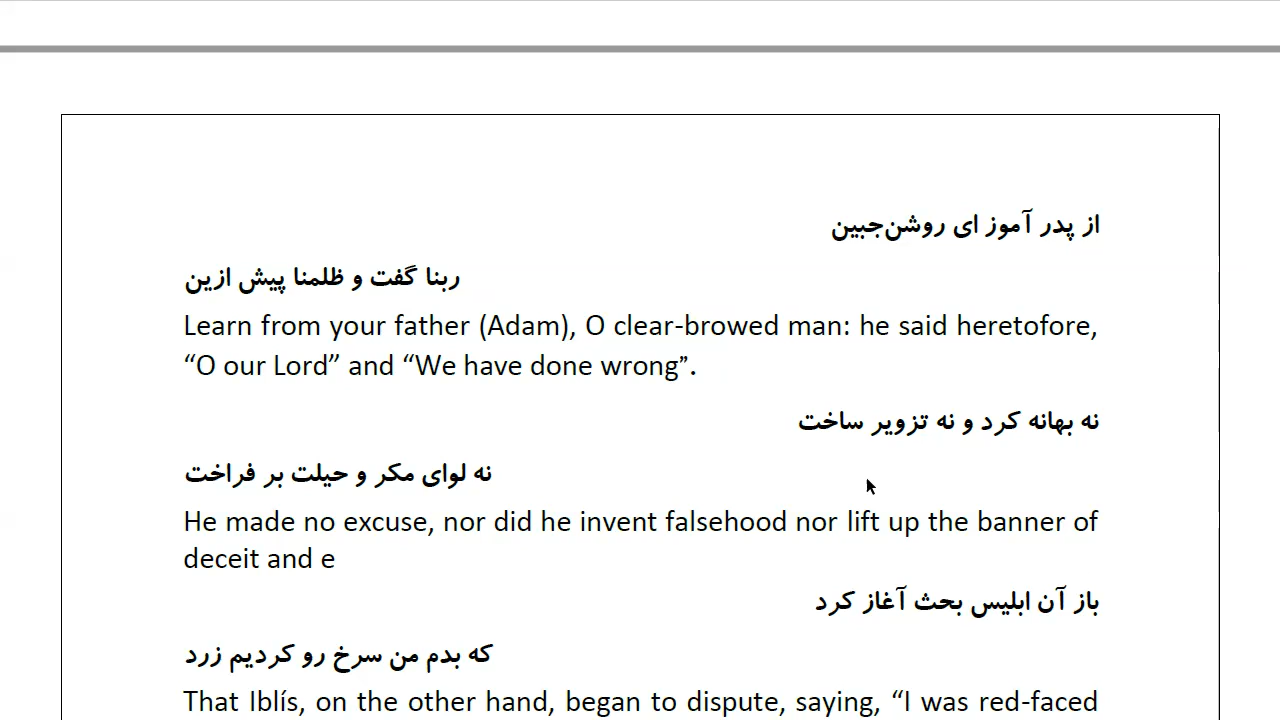 از پدر آموز ای روشن‌جبین
ربنا گفت و ظلمنا پیش ازین
Learn from your father (Adam), O clear-browed man: he said heretofore,
“O our Lord” and “We have done wrong”.
نه بهانه کرد و نه تزویر ساخت
نه لوای مکر و حیلت بر فراخت
He made no excuse, nor did he invent falsehood nor lift up the banner of
deceit and e
باز آن ابلیس بحث آغاز کرد
که بدم من سرخ رو کردیم زرد
That Iblís, on the other hand, began to dispute, saying, “I was red-faced